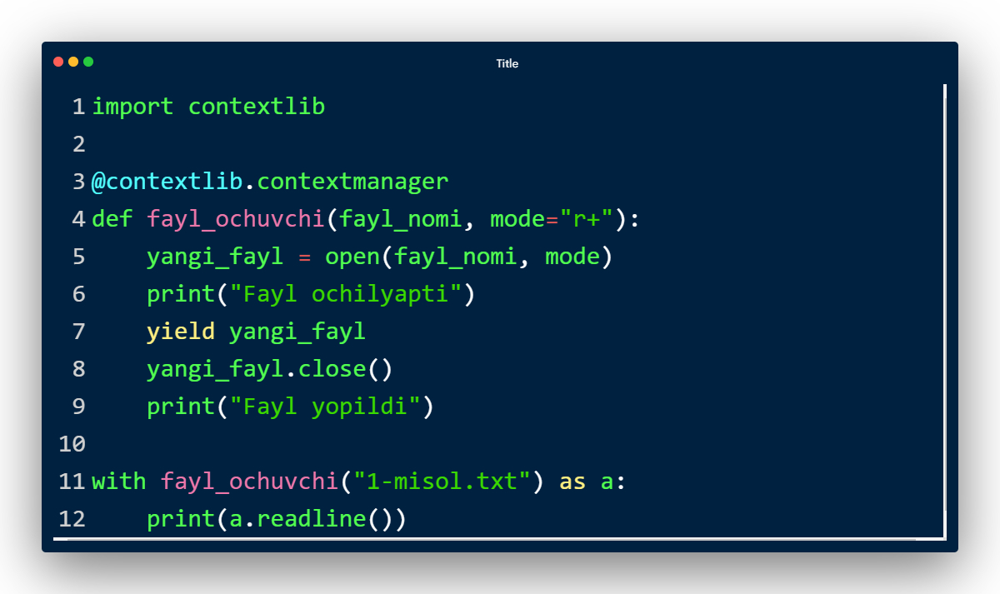 Title
1 import contextlib
2
3 @contextlib.contextmanager
4 def fayl_ochuvchi(fayl_nomi, mode="r+"):
5     yangi_fayl = open(fayl_nomi, mode)
6     print("Fayl ochilyapti")
7     yield yangi_fayl
8     yangi_fayl.close()
9     print("Fayl yopildi")
10
11 with fayl_ochuvchi("1-misol.txt") as a:
12     print(a.readline())